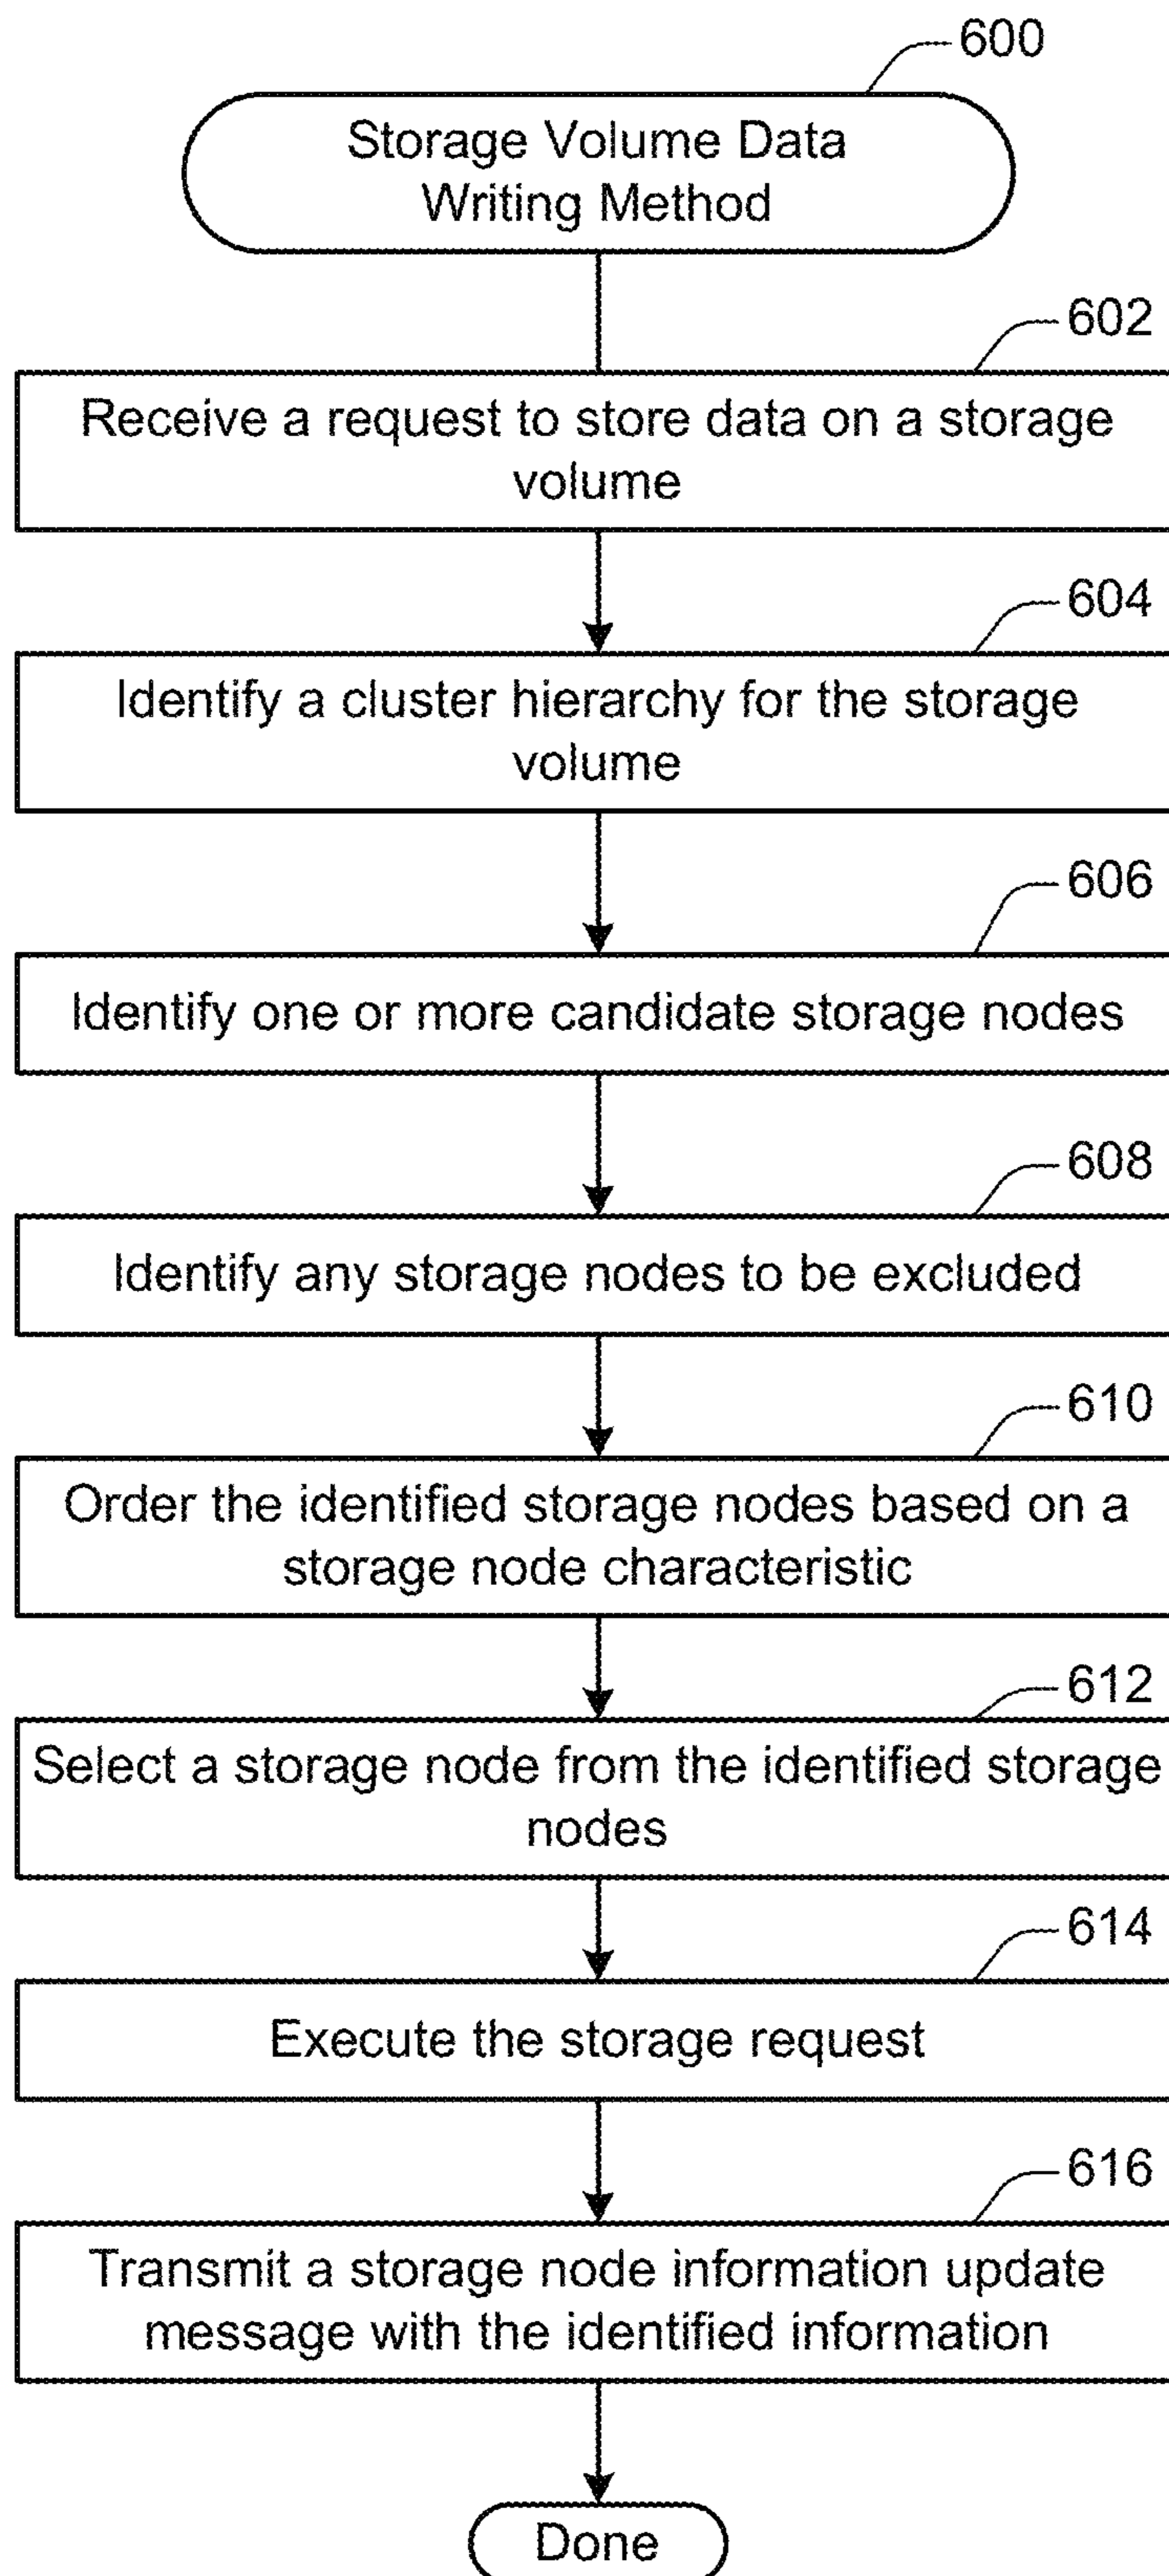 600
Storage Volume Data
Writing Method
602
Receive a request to store data on a storage
volume
604
Identify a cluster hierarchy for the storage
volume
606
Identify one or more candidate storage nodes
608
Identify any storage nodes to be excluded
610
Order the identified storage nodes based on a
storage node characteristic
612
Select a storage node from the identified storage
nodes
614
Execute the storage request
616
Transmit a storage node information update
message with the identified information
Done